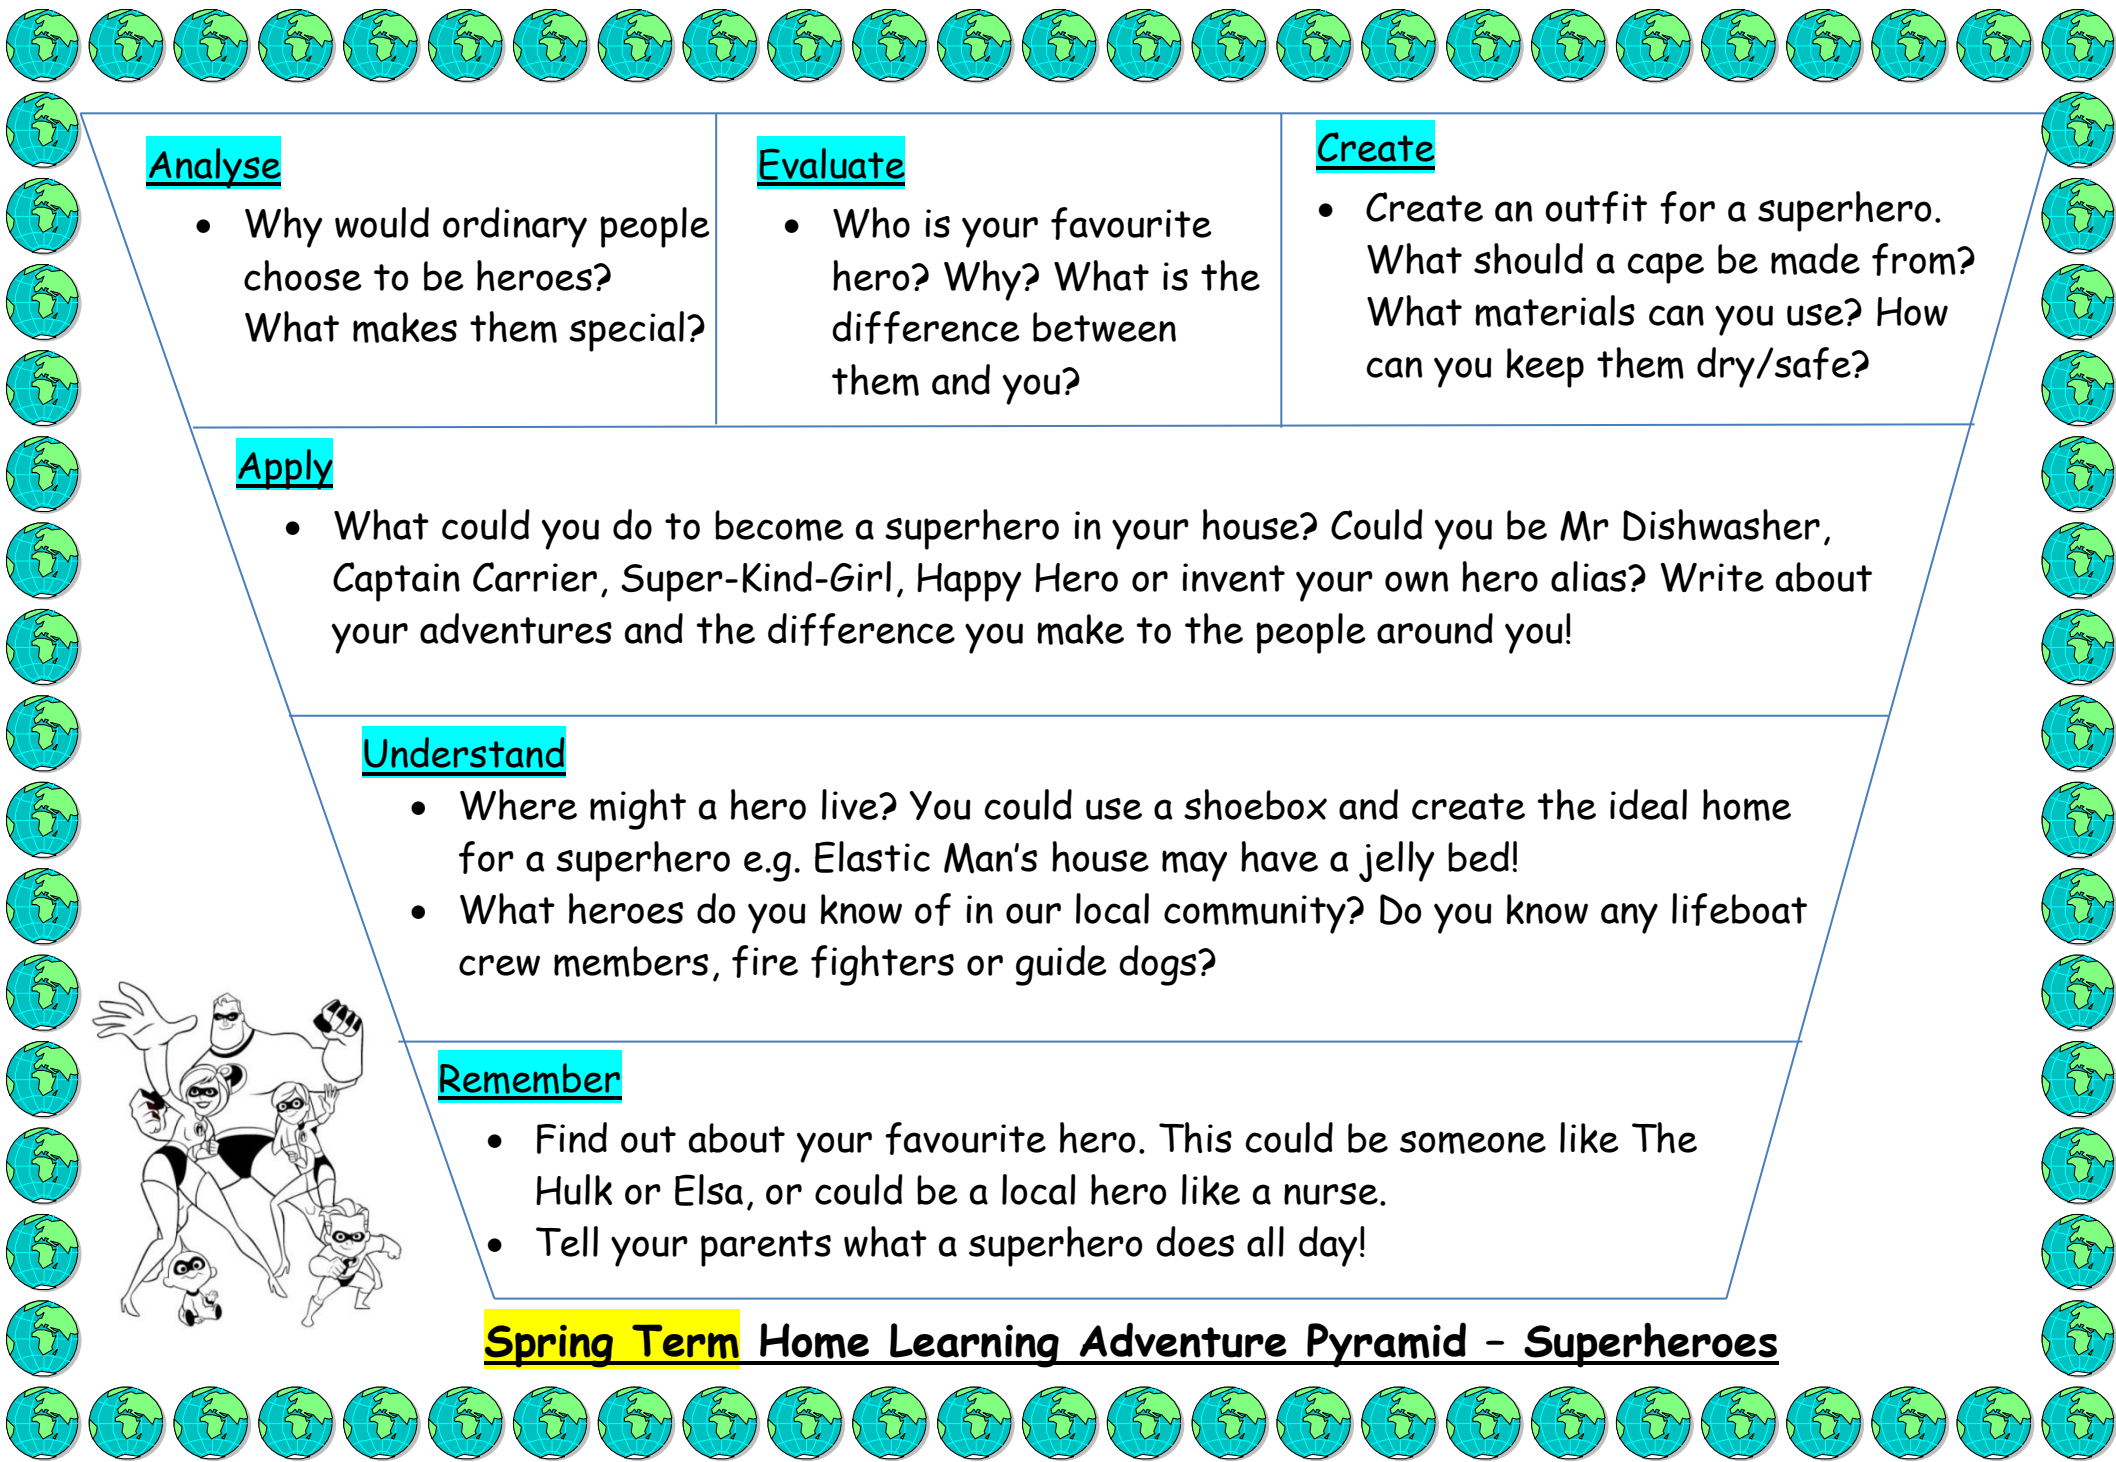 Analyse
• Why would ordinary people
choose to be heroes?
What makes them special?
Evaluate
• Who is your favourite
hero? Why? What is the
difference between
them and you?
Create
• Create an outfit for a superhero.
What should a cape be made from?
What materials can you use? How
can you keep them dry/safe?
Apply
• What could you do to become a superhero in your house? Could you be Mr Dishwasher,
Captain Carrier, Super-Kind-Girl, Happy Hero or invent your own hero alias? Write about
your adventures and the difference you make to the people around you!
Understand
• Where might a hero live? You could use a shoebox and create the ideal home
for a superhero e.g. Elastic Man's house may have a jelly bed!
• What heroes do you know of in our local community? Do you know any lifeboat
crew members, fire fighters or guide dogs?
Remember
• Find out about your favourite hero. This could be someone like The
Hulk or Elsa, or could be a local hero like a nurse.
• Tell your parents what a superhero does all day!
Spring Term Home Learning Adventure Pyramid – Superheroes